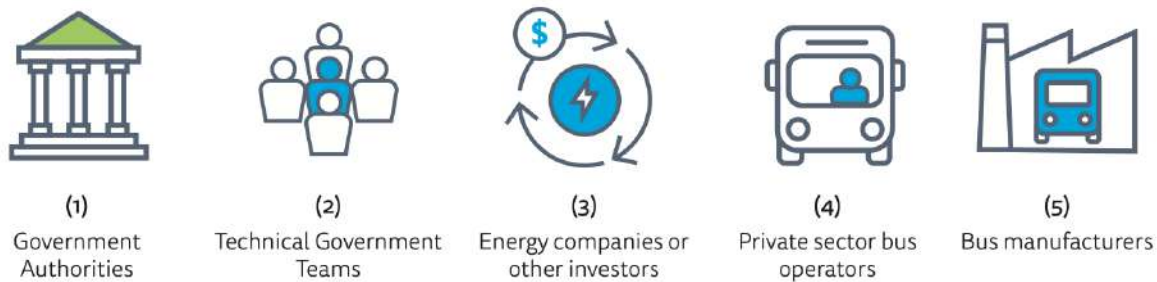 $
(1)
Government
Authorities
(2)
Technical Government
Teams
(3)
Energy companies or
other investors
(4)
Private sector bus
operators
(5)
Bus manufacturers